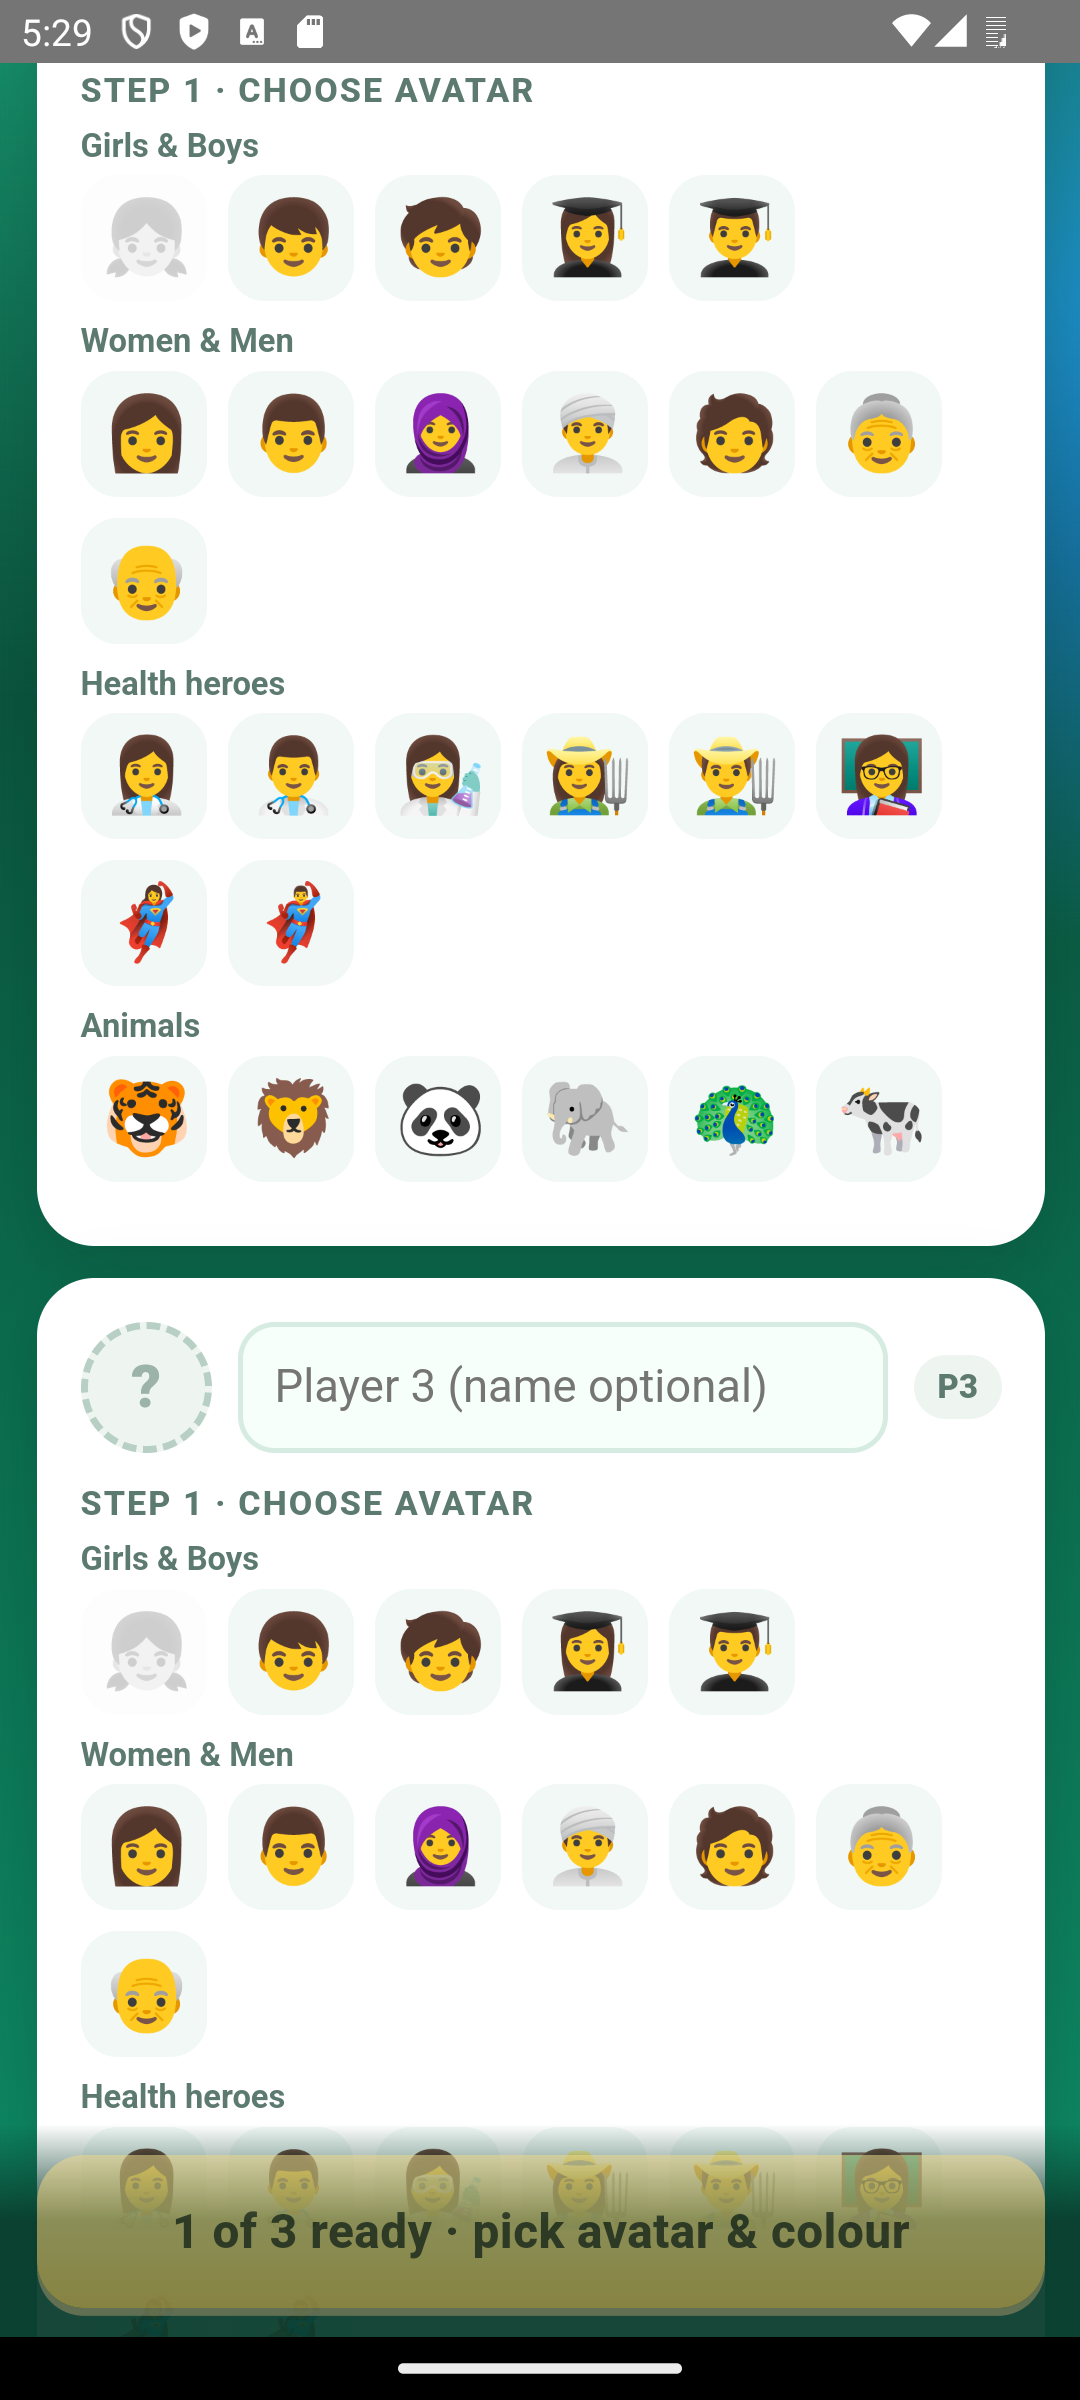 5:29
STEP 1 · CHOOSE AVATAR
Girls & Boys
Women & Men
Health heroes
Animals
?
Player 3 (name optional)
P3
STEP 1 · CHOOSE AVATAR
Girls & Boys
Women & Men
Health heroes
1 of 3 ready · pick avatar & colour